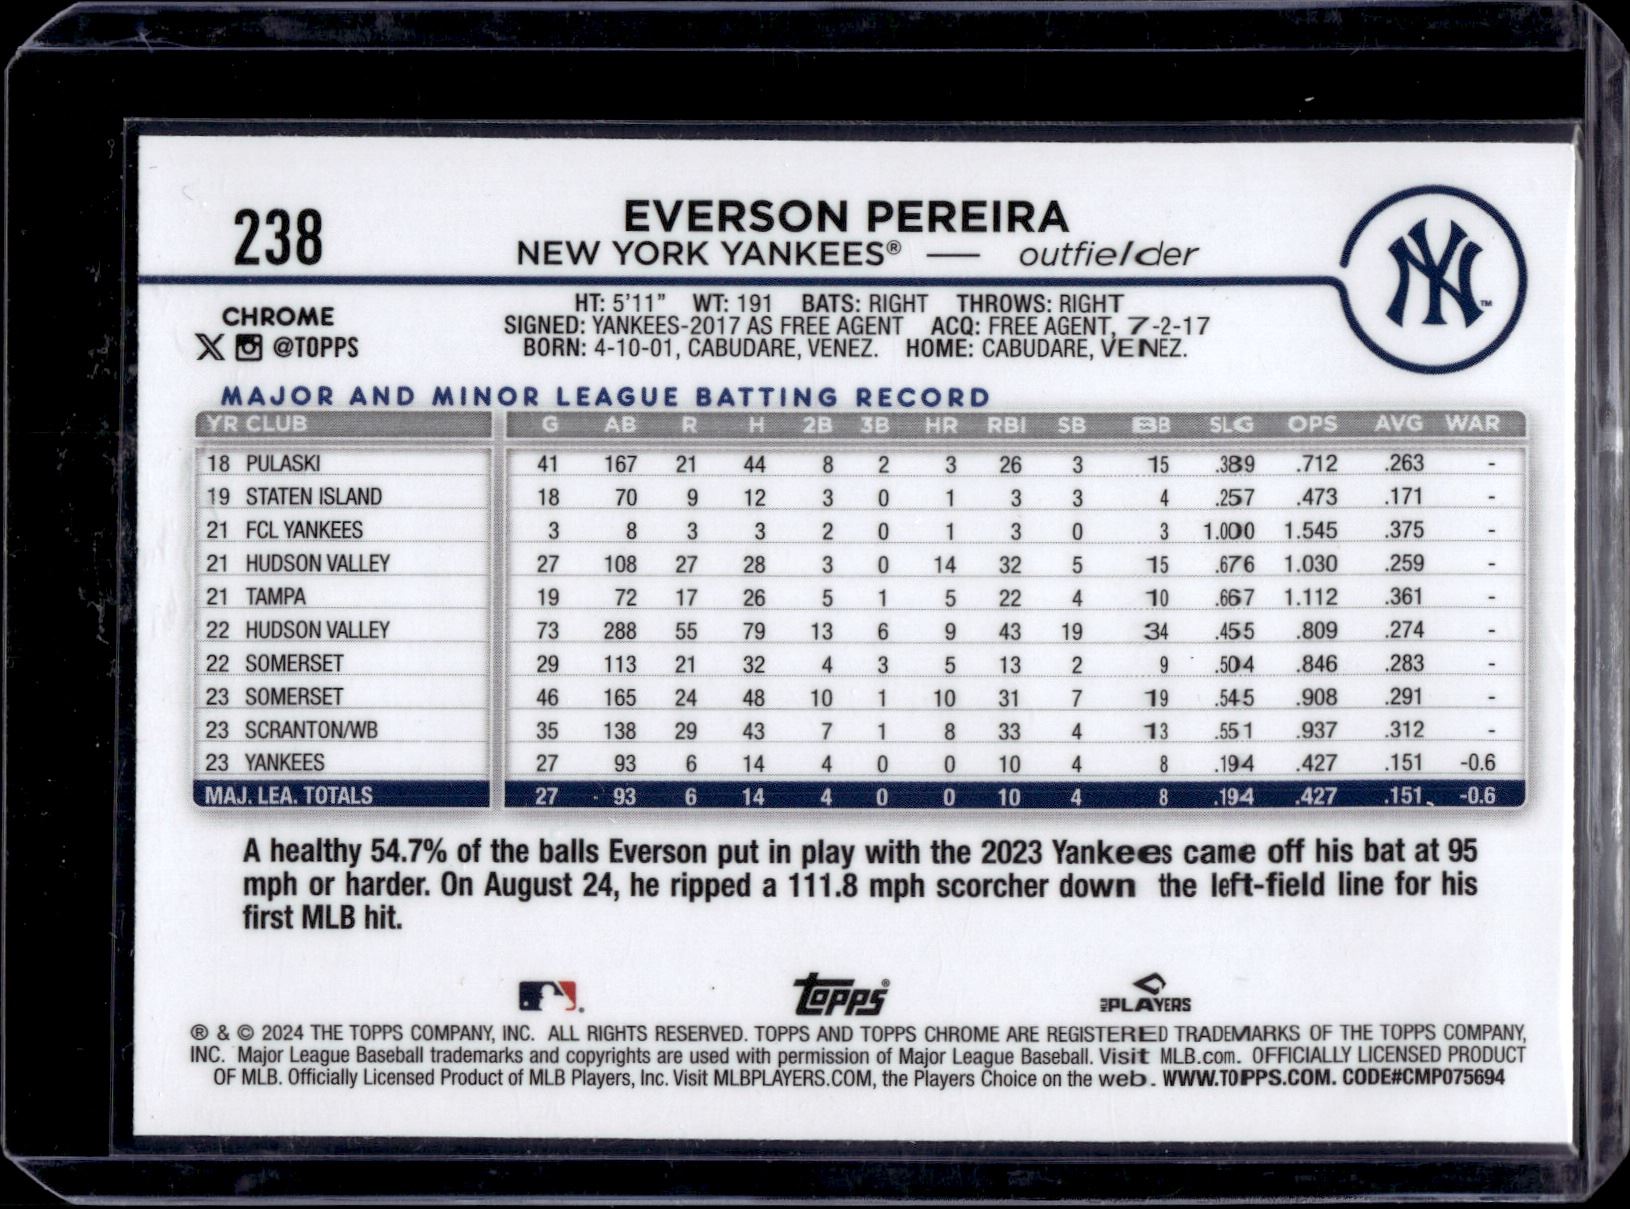 238
EVERSON PEREIRA
NEW YORK YANKEES® — outfielder
NY ™
CHROME
X @TOPPS
HT: 5'11" WT: 191 BATS: RIGHT THROWS: RIGHT
SIGNED: YANKEES-2017 AS FREE AGENT ACQ: FREE AGENT, 7-2-17
BORN: 4-10-01, CABUDARE, VENEZ. HOME: CABUDARE, VENEZ.
MAJOR AND MINOR LEAGUE BATTING RECORD
YR CLUB G AB R H 2B 3B HR RBI SB BB SLG OPS AVG WAR
18 PULASKI 41 167 21 44 8 2 3 26 3 15 .389 .712 .263 -
19 STATEN ISLAND 18 70 9 12 3 0 1 3 3 4 .257 .473 .171 -
21 FCL YANKEES 3 8 3 3 2 0 1 3 0 3 1.000 1.545 .375 -
21 HUDSON VALLEY 27 108 27 28 3 0 14 32 5 15 .676 1.030 .259 -
21 TAMPA 19 72 17 26 5 1 5 22 4 10 .667 1.112 .361 -
22 HUDSON VALLEY 73 288 55 79 13 6 9 43 19 34 .455 .809 .274 -
22 SOMERSET 29 113 21 32 4 3 5 13 2 9 .504 .846 .283 -
23 SOMERSET 46 165 24 48 10 1 10 31 7 19 .545 .908 .291 -
23 SCRANTON/WB 35 138 29 43 7 1 8 33 4 13 .551 .937 .312 -
23 YANKEES 27 93 6 14 4 0 0 10 4 8 .194 .427 .151 -0.6
MAJ. LEA. TOTALS 27 93 6 14 4 0 0 10 4 8 .194 .427 .151 -0.6
A healthy 54.7% of the balls Everson put in play with the 2023 Yankees came off his bat at 95
mph or harder. On August 24, he ripped a 111.8 mph scorcher down the left-field line for his
first MLB hit.
topps® PLAYERS
® & © 2024 THE TOPPS COMPANY, INC. ALL RIGHTS RESERVED. TOPPS AND TOPPS CHROME ARE REGISTERED TRADEMARKS OF THE TOPPS COMPANY,
INC. Major League Baseball trademarks and copyrights are used with permission of Major League Baseball. Visit MLB.com. OFFICIALLY LICENSED PRODUCT
OF MLB. Officially Licensed Product of MLB Players, Inc. Visit MLBPLAYERS.COM, the Players Choice on the web. WWW.TOPPS.COM. CODE#CMP075694